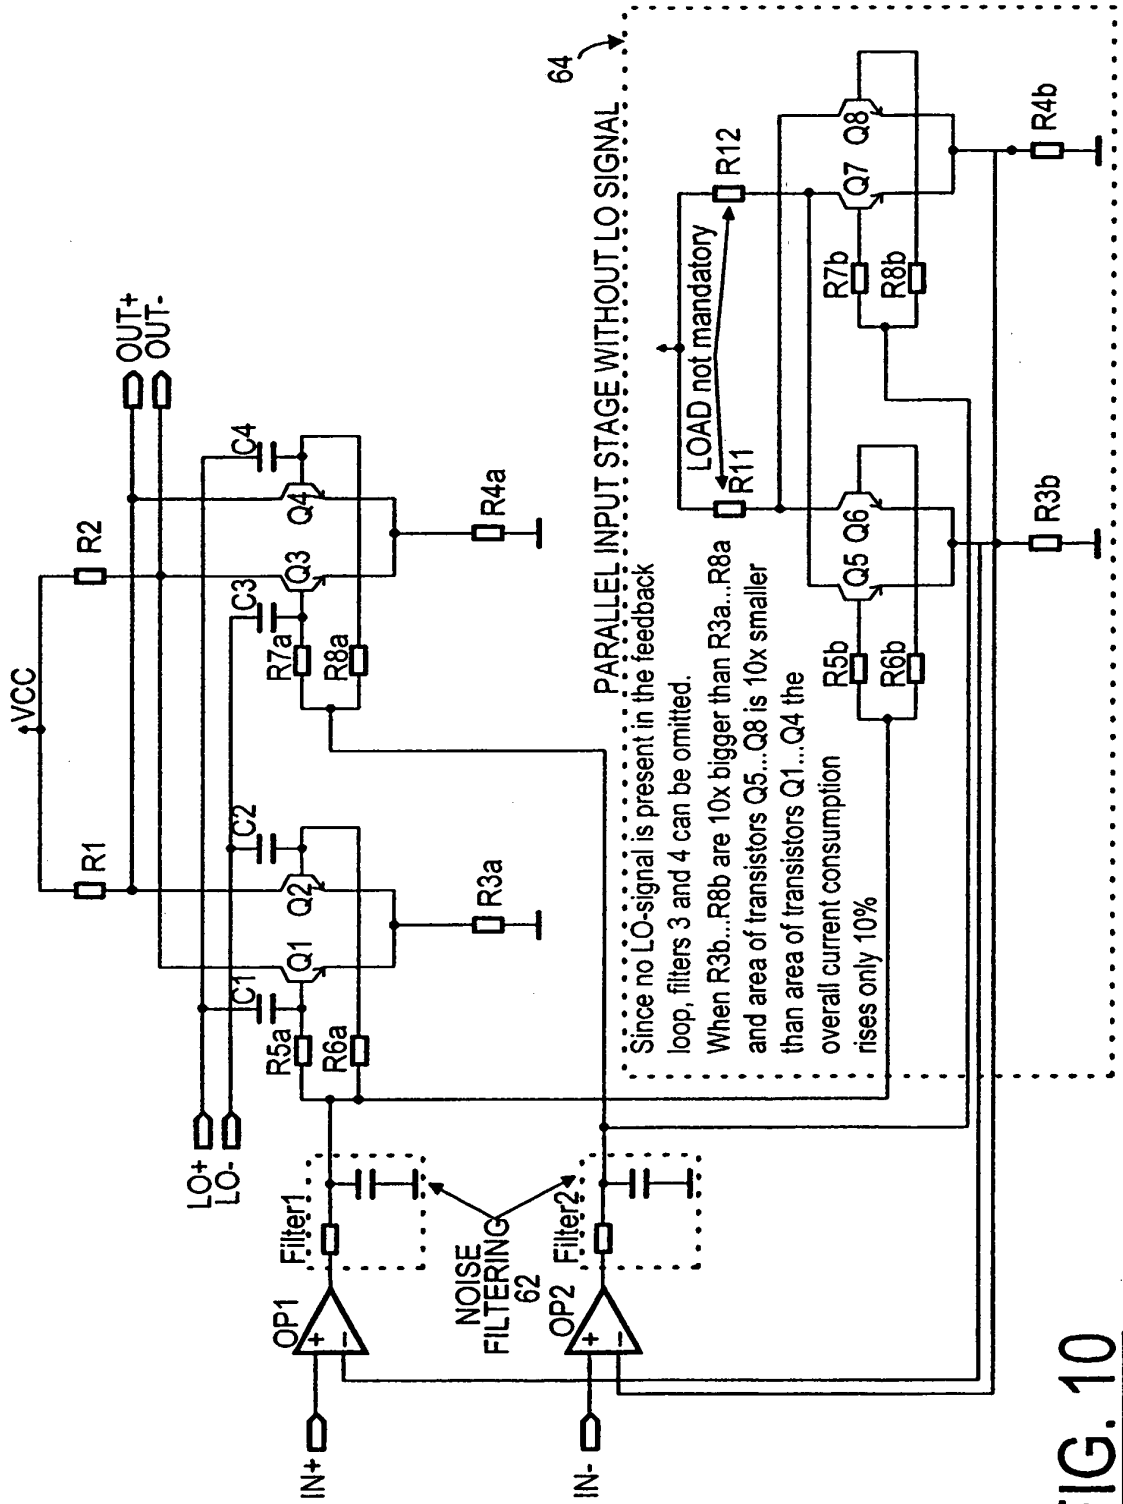 VCC
R1
R2
OUT+
OUT-
LO+
LO-
C1
C2
C3
C4
Q1
Q2
Q3
Q4
R5a
R6a
R7a
R8a
R3a
R4a
IN+
IN-
OP1
OP2
+
−
+
−
Filter1
Filter2
NOISE
FILTERING
62
64
PARALLEL INPUT STAGE WITHOUT LO SIGNAL
Since no LO-signal is present in the feedback
loop, filters 3 and 4 can be omitted.
When R3b...R8b are 10x bigger than R3a...R8a
and area of transistors Q5...Q8 is 10x smaller
than area of transistors Q1...Q4 the
overall current consumption
rises only 10%
LOAD not mandatory
R11
R12
Q5
Q6
Q7
Q8
R5b
R6b
R7b
R8b
R3b
R4b
FIG. 10